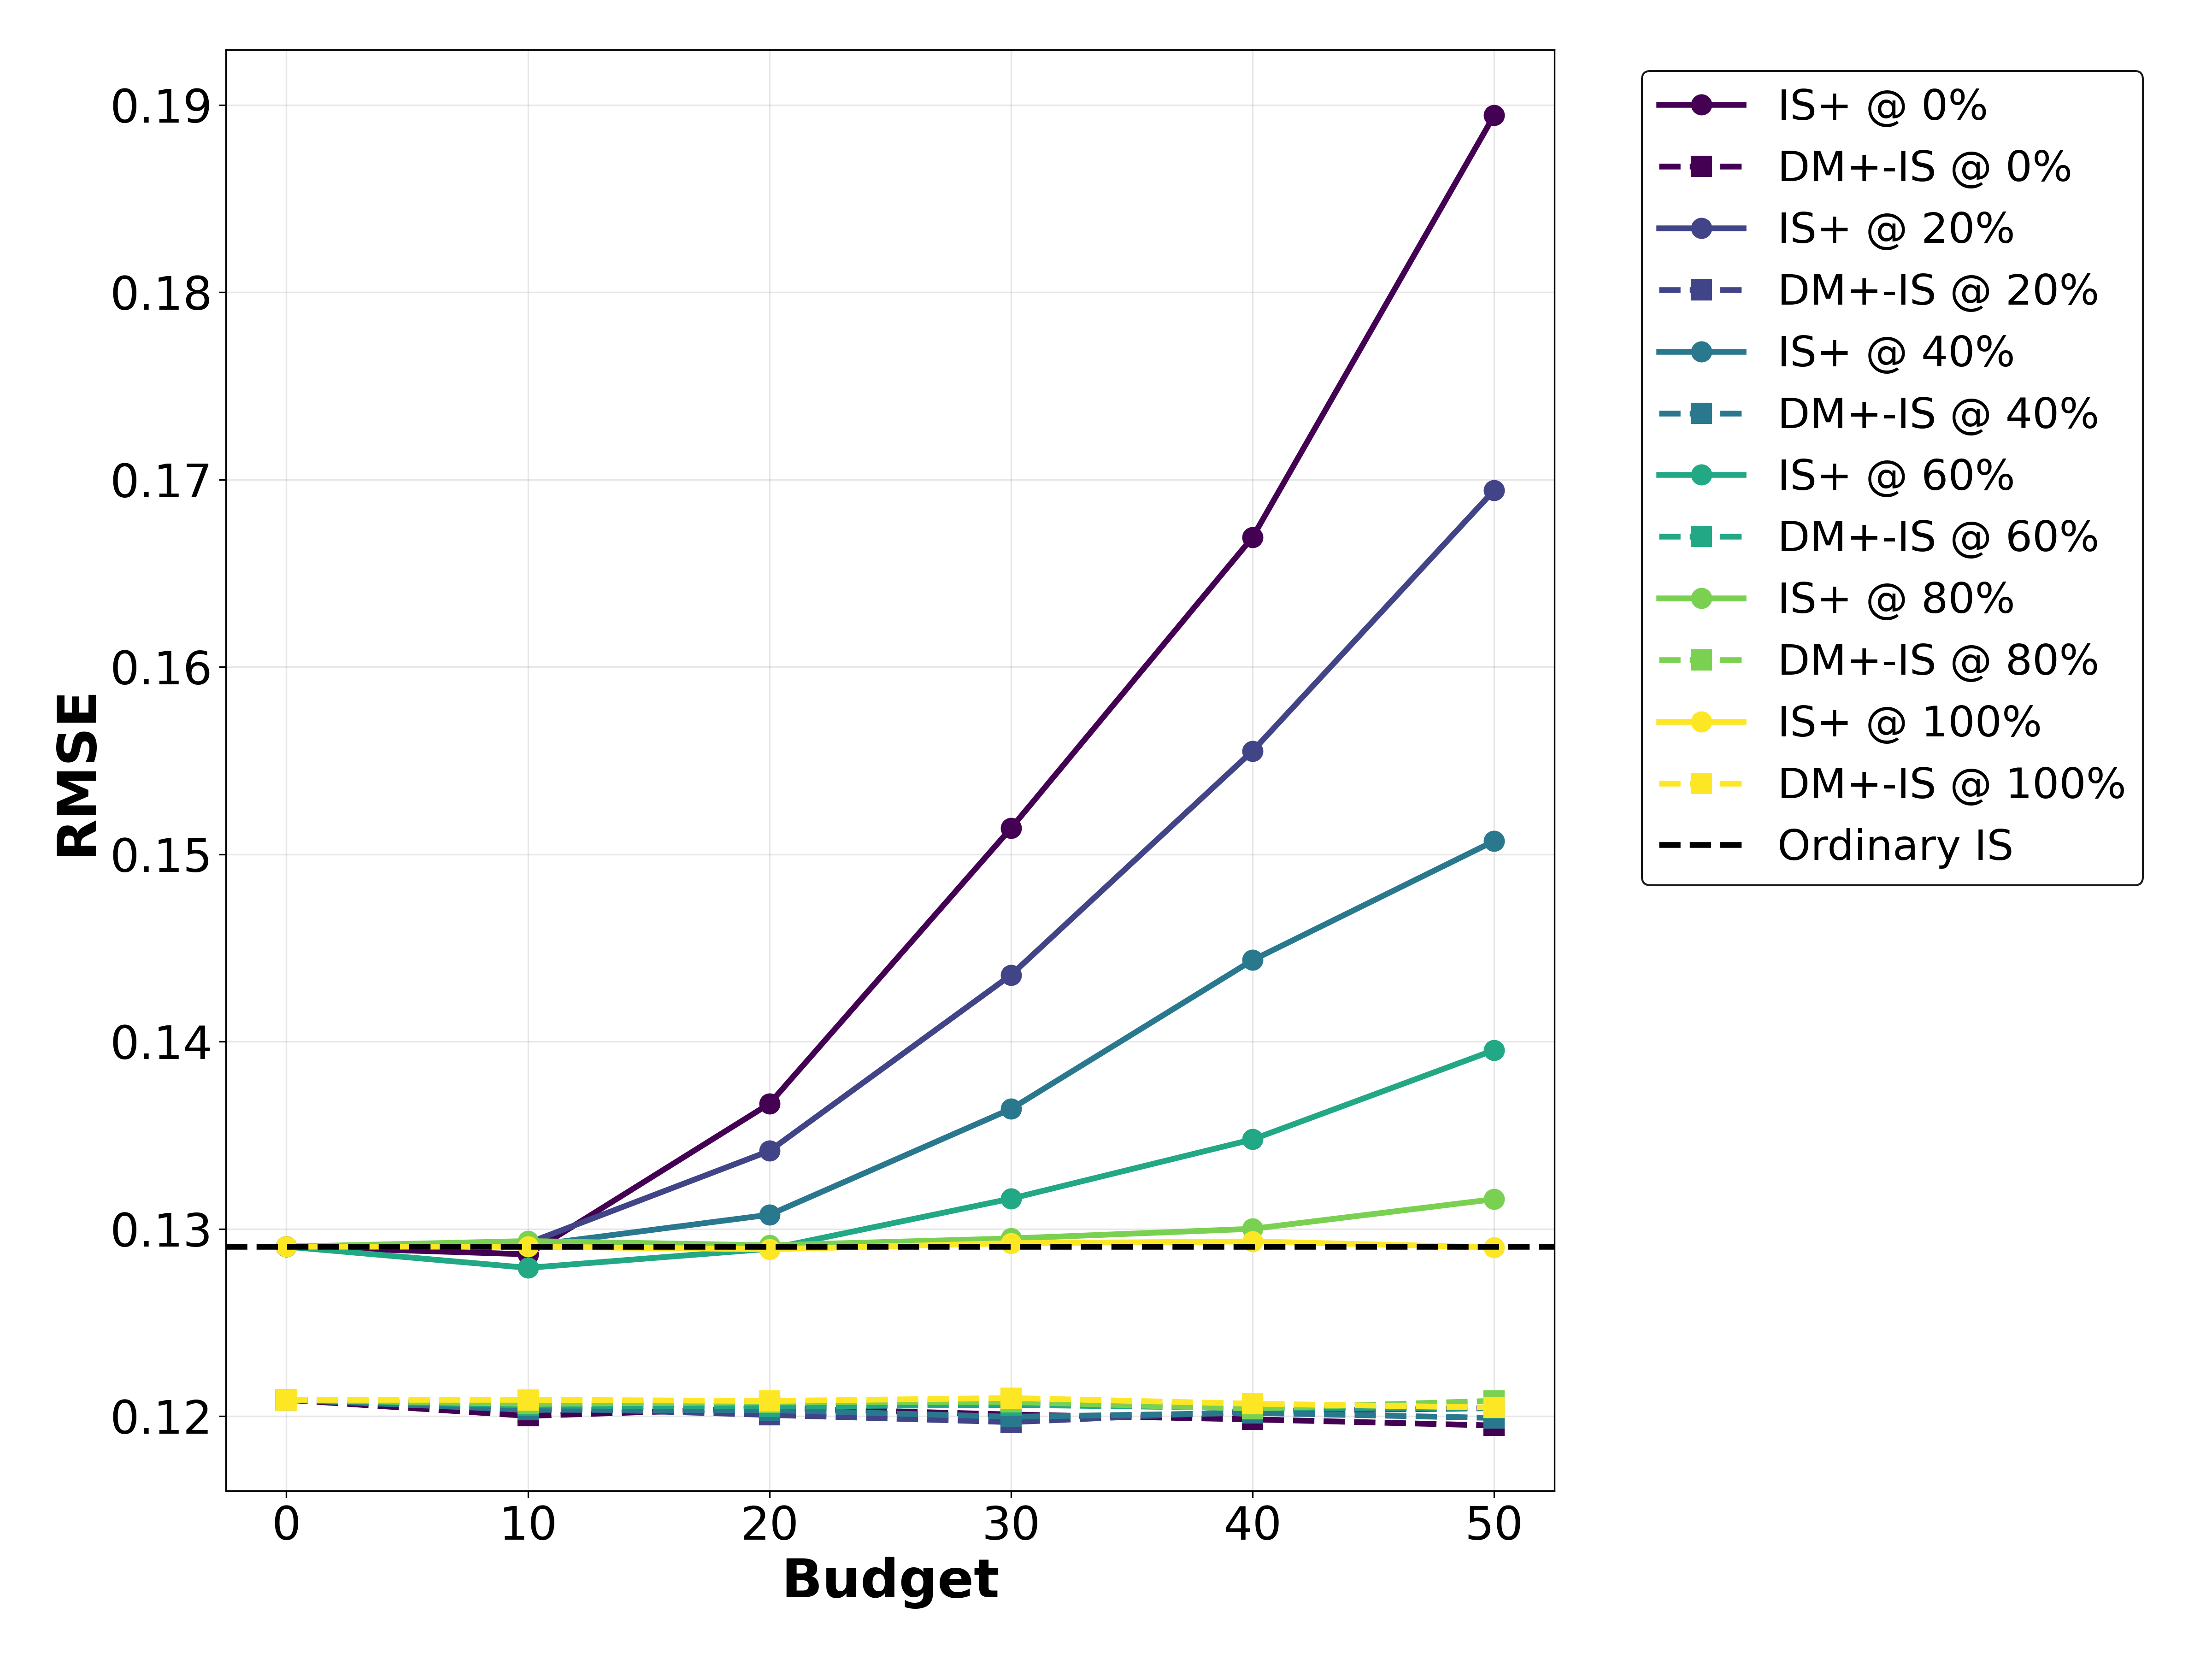 RMSE
0.19
0.18
0.17
0.16
0.15
0.14
0.13
0.12
0 10 20 30 40 50
Budget
IS+ @ 0%
DM+-IS @ 0%
IS+ @ 20%
DM+-IS @ 20%
IS+ @ 40%
DM+-IS @ 40%
IS+ @ 60%
DM+-IS @ 60%
IS+ @ 80%
DM+-IS @ 80%
IS+ @ 100%
DM+-IS @ 100%
Ordinary IS